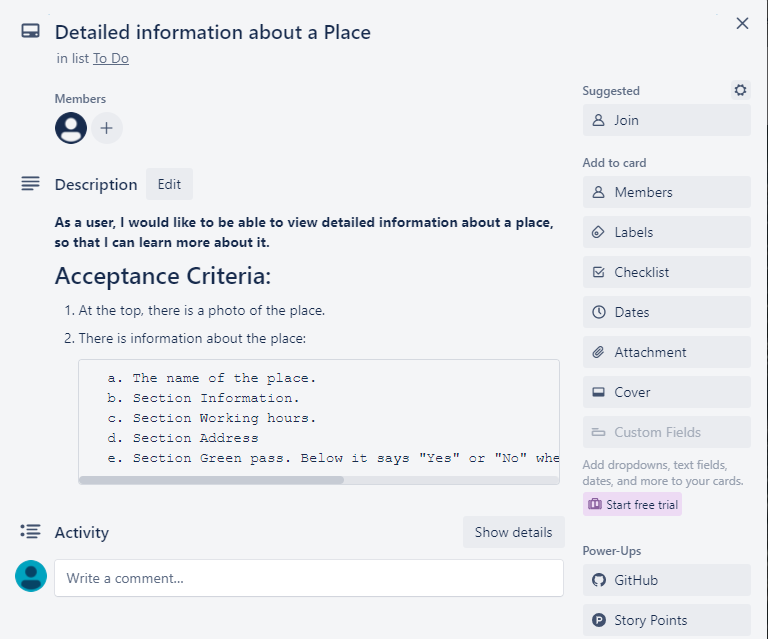 Detailed information about a Place
in list To Do
Members
Description
Edit
As a user, I would like to be able to view detailed information about a place,
so that I can learn more about it.
Acceptance Criteria:
1. At the top, there is a photo of the place.
2. There is information about the place:
a. The name of the place.
b. Section Information.
c. Section Working hours.
d. Section Address
e. Section Green pass. Below it says "Yes" or "No" whe
Activity
Show details
Write a comment...
Suggested
Join
Add to card
Members
Labels
Checklist
Dates
Attachment
Cover
Custom Fields
Add dropdowns, text fields,
dates, and more to your cards.
Start free trial
Power-Ups
GitHub
Story Points